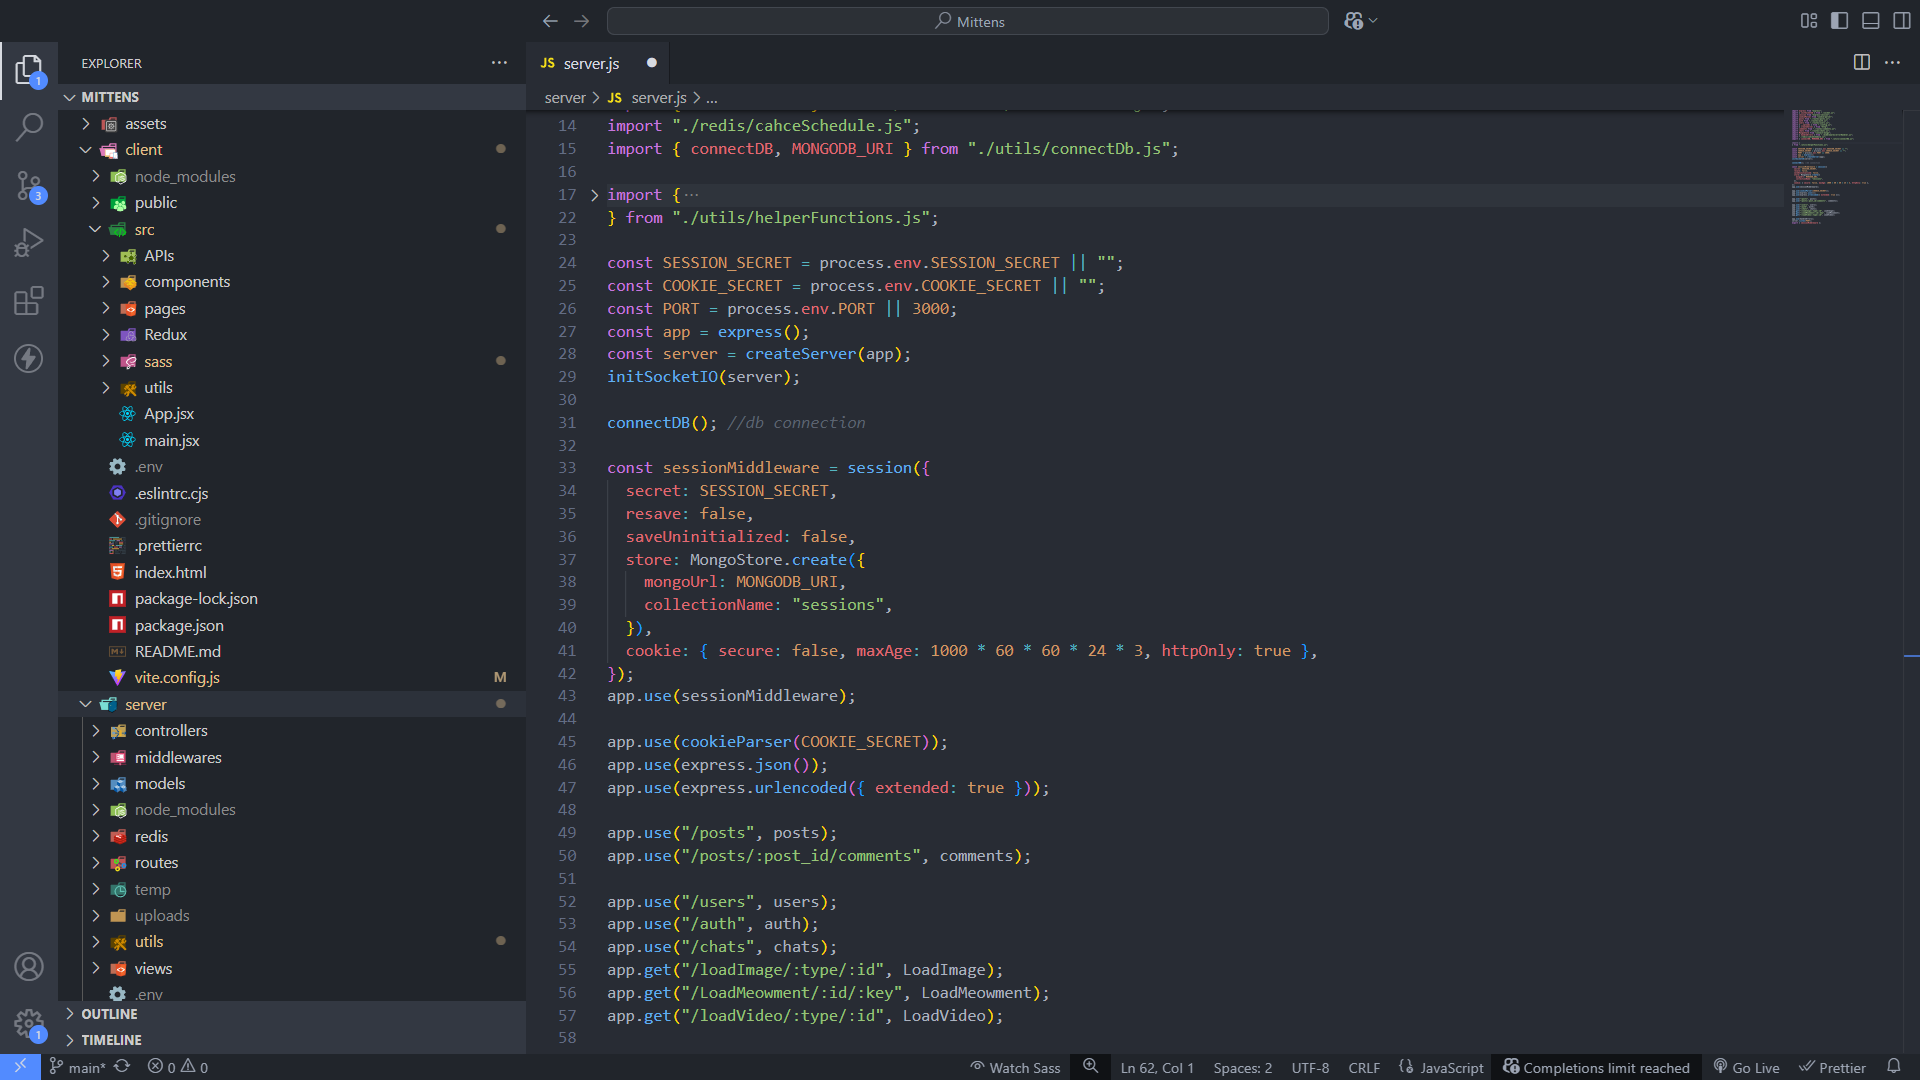 Mittens
EXPLORER
MITTENS
assets
client
node_modules
public
src
APIs
components
pages
Redux
sass
utils
App.jsx
main.jsx
.env
.eslintrc.cjs
.gitignore
.prettierrc
index.html
package-lock.json
package.json
README.md
vite.config.js M
server
controllers
middlewares
models
node_modules
redis
routes
temp
uploads
utils
views
.env
OUTLINE
TIMELINE
1
3
1
JS server.js
server > JS server.js > ...
14 import "./redis/cahceSchedule.js";
15 import { connectDB, MONGODB_URI } from "./utils/connectDb.js";
16
17 import {···
22 } from "./utils/helperFunctions.js";
23
24 const SESSION_SECRET = process.env.SESSION_SECRET || "";
25 const COOKIE_SECRET = process.env.COOKIE_SECRET || "";
26 const PORT = process.env.PORT || 3000;
27 const app = express();
28 const server = createServer(app);
29 initSocketIO(server);
30
31 connectDB(); //db connection
32
33 const sessionMiddleware = session({
34 secret: SESSION_SECRET,
35 resave: false,
36 saveUninitialized: false,
37 store: MongoStore.create({
38 mongoUrl: MONGODB_URI,
39 collectionName: "sessions",
40 }),
41 cookie: { secure: false, maxAge: 1000 * 60 * 60 * 24 * 3, httpOnly: true },
42 });
43 app.use(sessionMiddleware);
44
45 app.use(cookieParser(COOKIE_SECRET));
46 app.use(express.json());
47 app.use(express.urlencoded({ extended: true }));
48
49 app.use("/posts", posts);
50 app.use("/posts/:post_id/comments", comments);
51
52 app.use("/users", users);
53 app.use("/auth", auth);
54 app.use("/chats", chats);
55 app.get("/loadImage/:type/:id", LoadImage);
56 app.get("/LoadMeowment/:id/:key", LoadMeowment);
57 app.get("/loadVideo/:type/:id", LoadVideo);
58
main* 0 0 Watch Sass Ln 62, Col 1 Spaces: 2 UTF-8 CRLF {} JavaScript Completions limit reached Go Live Prettier